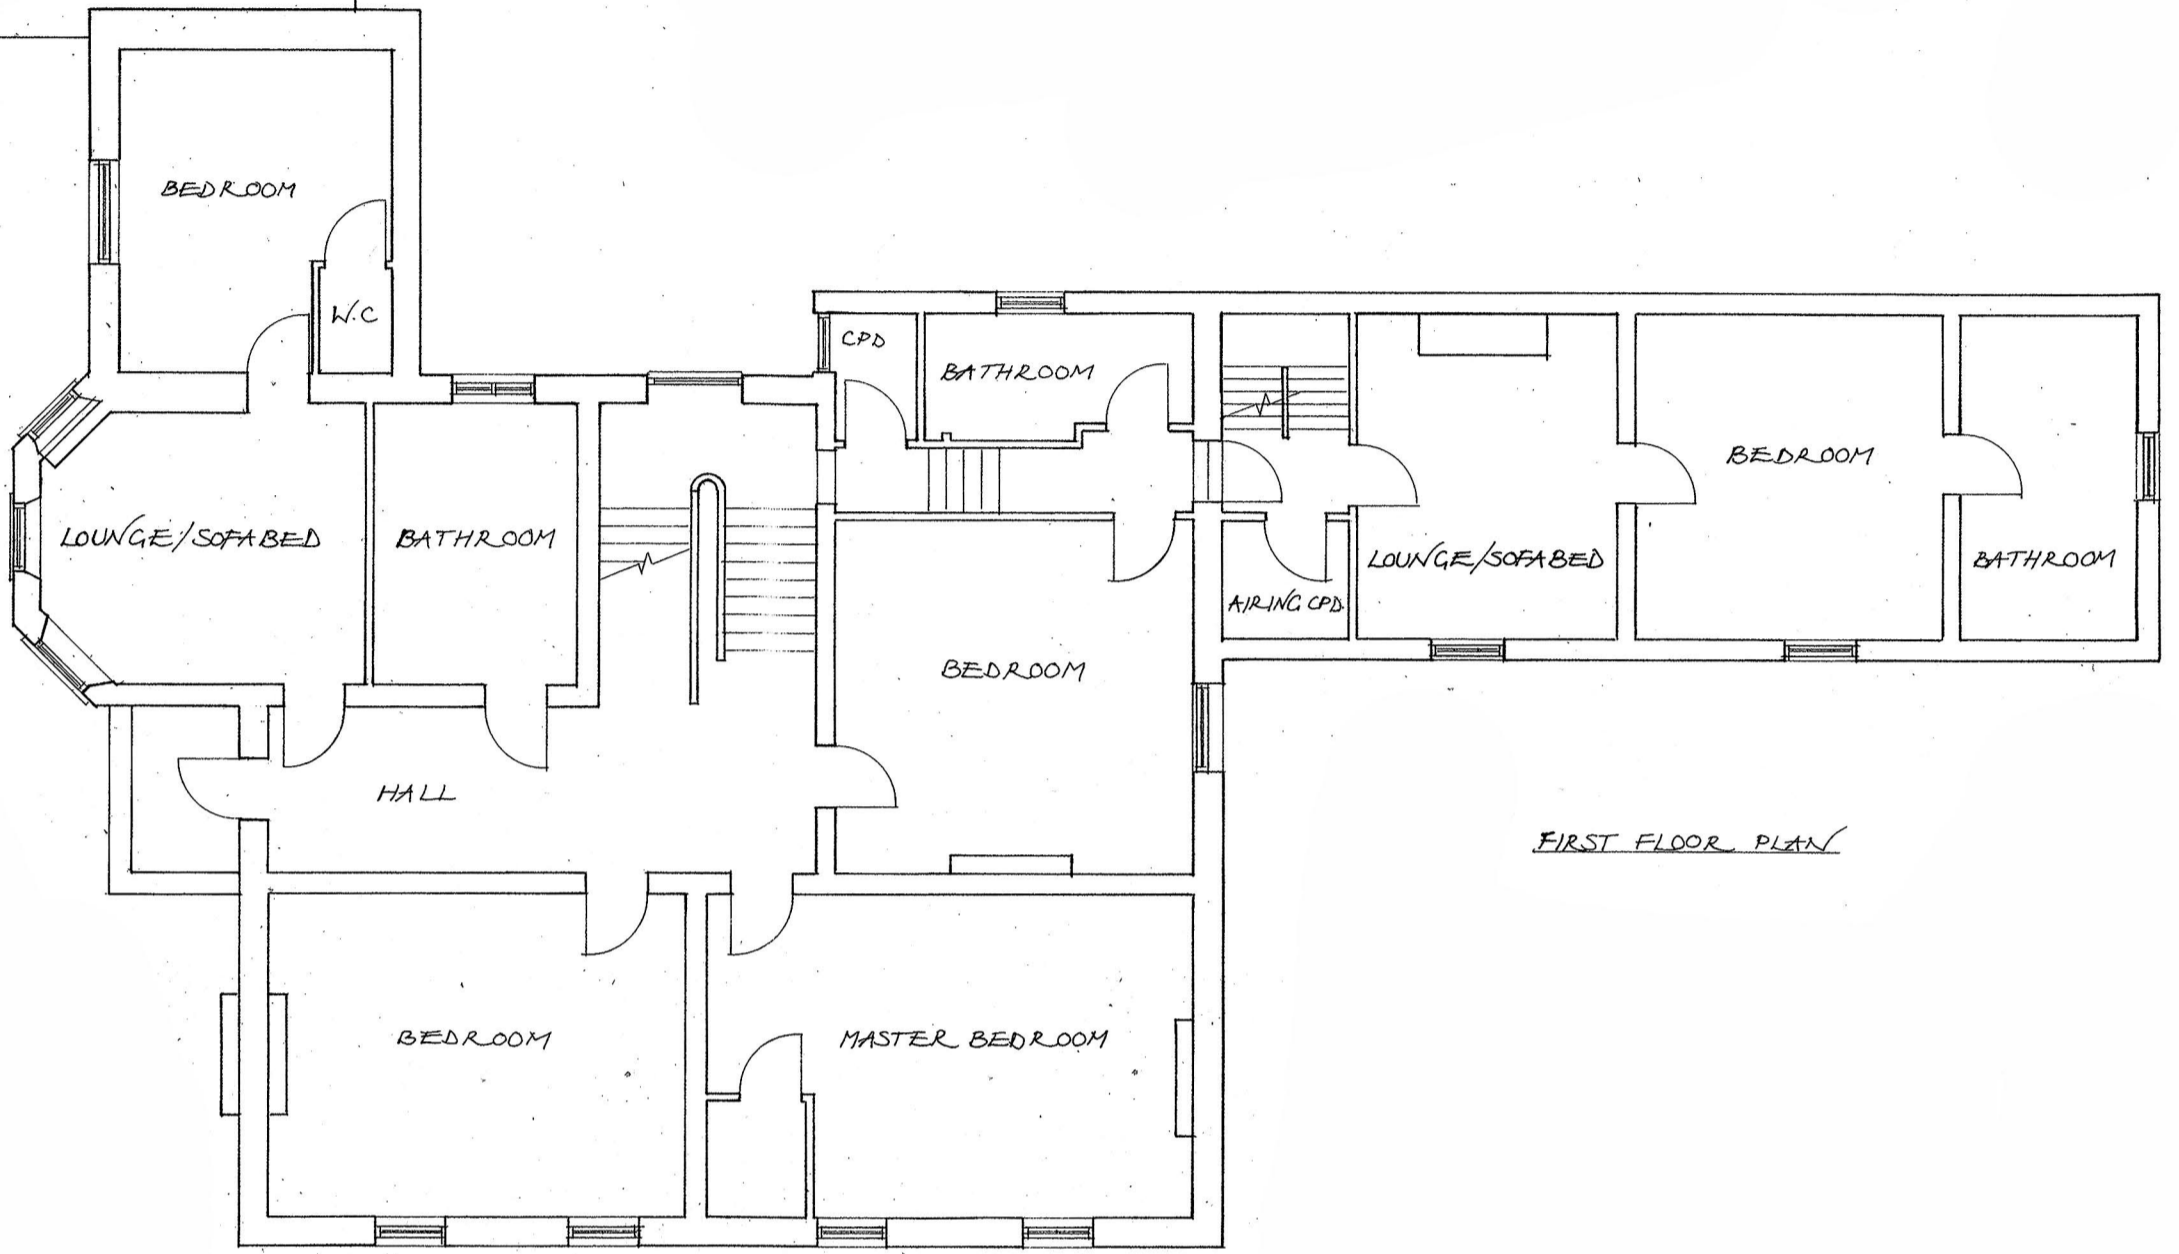 BEDROOM
W.C
CPD
BATHROOM
LOUNGE/SOFABED
BATHROOM
BEDROOM
LOUNGE/SOFABED
BEDROOM
BATHROOM
AIRING CPD.
HALL
FIRST FLOOR PLAN
BEDROOM
MASTER BEDROOM